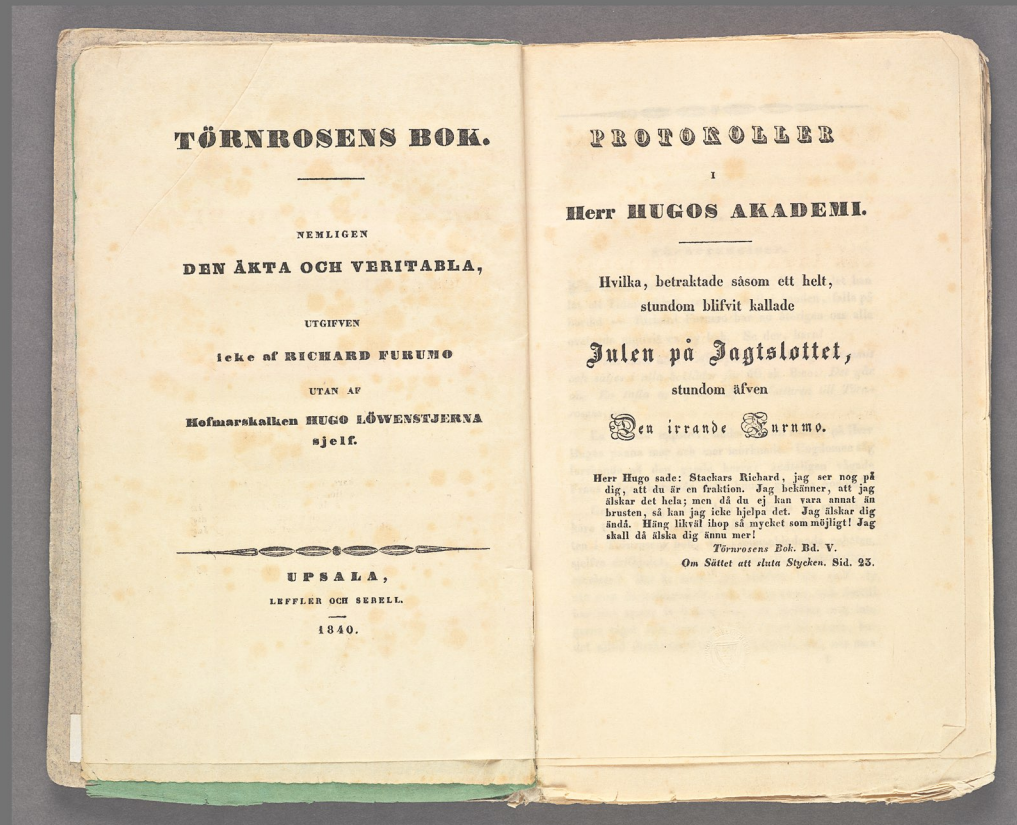 TÖRNROSENS BOK.
NEMLIGEN
DEN ÄKTA OCH VERITABLA,
UTGIFVEN
icke af RICHARD FURUMO
UTAN AF
Hofmarskalken HUGO LÖWENSTJERNA
sjelf.
UPSALA,
LEFFLER OCH SEBELL.
1840.
PROTOKOLLER
I
Herr HUGOS AKADEMI.
Hvilka, betraktade såsom ett helt,
stundom blifvit kallade
Julen på Jagtslottet,
stundom äfven
Den irrande Furumo.
Herr Hugo sade: Stackars Richard, jag ser nog på
dig, att du är en fraktion. Jag bekänner, att jag
älskar det hela; men då du ej kan vara annat än
brusten, så kan jag icke hjelpa det. Jag älskar dig
ändå. Häng likväl ihop så mycket som möjligt! Jag
skall då älska dig ännu mer!
Törnrosens Bok. Bd. V.
Om Sättet att sluta Stycken. Sid. 23.